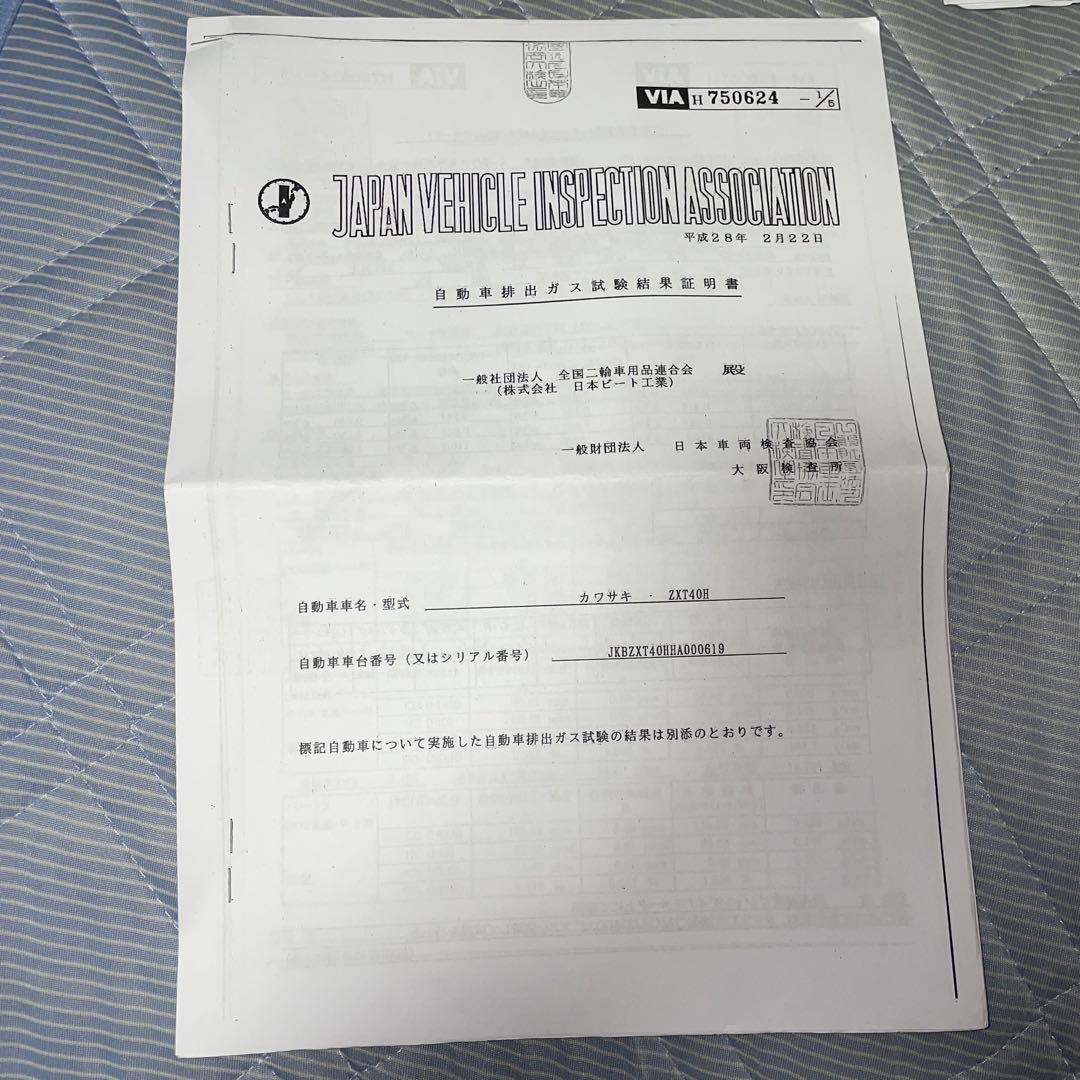 VIA H 750624 -1/5
JAPAN VEHICLE INSPECTION ASSOCIATION
平成28年 2月22日
自動車排出ガス試験結果証明書
一般社団法人 全国二輪車用品連合会 殿
(株式会社 日本ビート工業)
一般財団法人 日本車両検査協会
大阪検査所
自動車車名・型式 カワサキ ・ ZXT40H
自動車車台番号(又はシリアル番号) JKBZXT40HHA000619
標記自動車について実施した自動車排出ガス試験の結果は別添のとおりです。